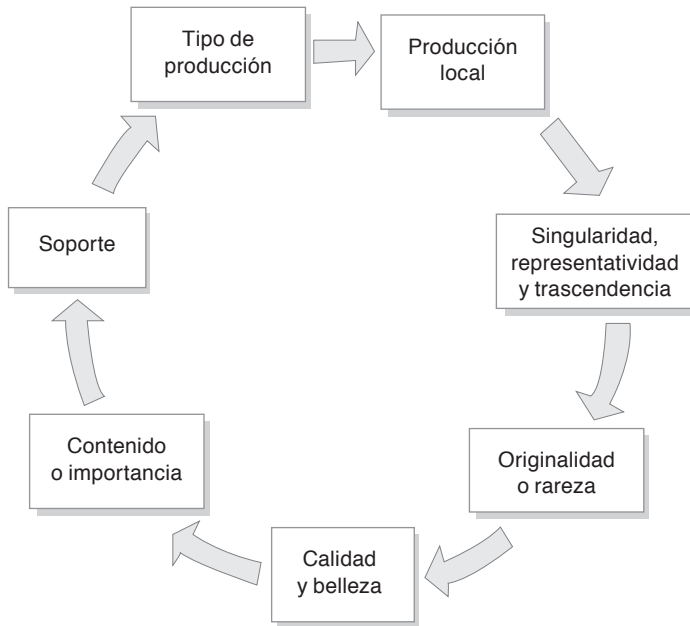 Tipo de
producción
Producción
local
Singularidad,
representatividad
y trascendencia
Originalidad
o rareza
Calidad
y belleza
Contenido
o importancia
Soporte